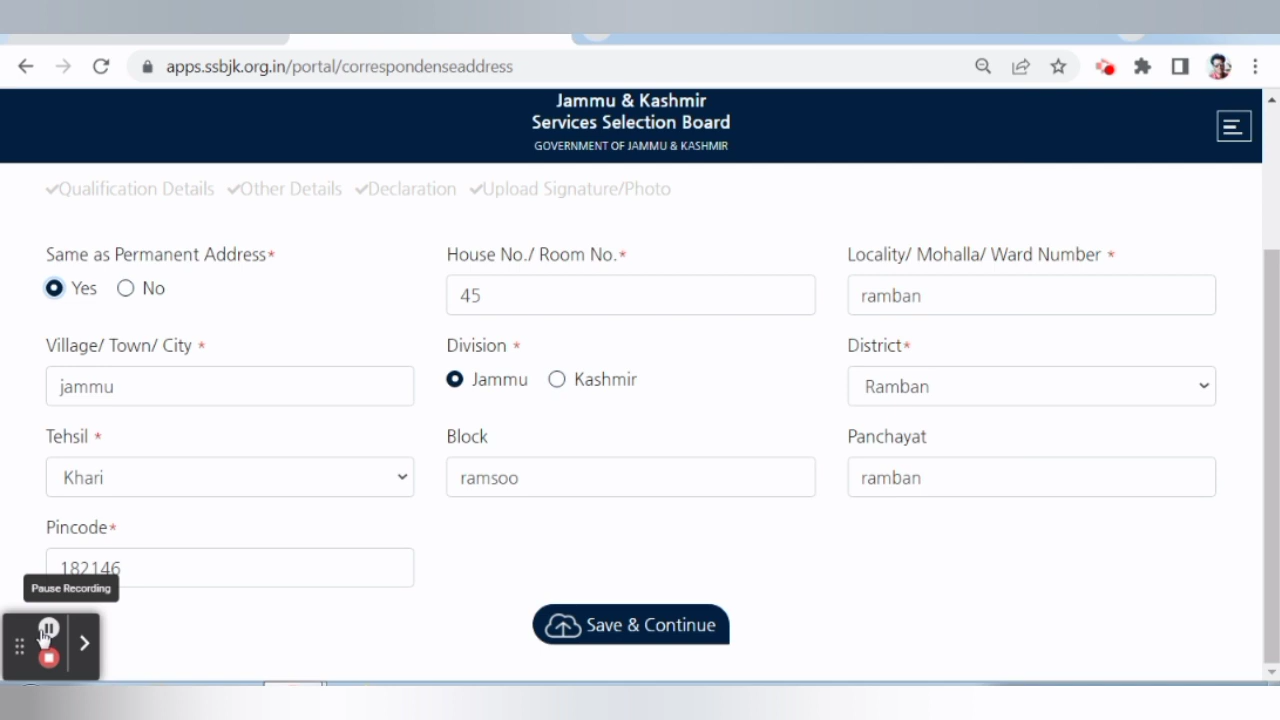 apps.ssbjk.org.in/portal/correspondenseaddress
Jammu & Kashmir
Services Selection Board
GOVERNMENT OF JAMMU & KASHMIR
Qualification Details Other Details Declaration Upload Signature/Photo
Same as Permanent Address*
Yes No
House No./ Room No.*
45
Locality/ Mohalla/ Ward Number *
ramban
Village/ Town/ City *
jammu
Division *
Jammu Kashmir
District*
Ramban
Tehsil *
Khari
Block
ramsoo
Panchayat
ramban
Pincode*
182146
Pause Recording
Save & Continue